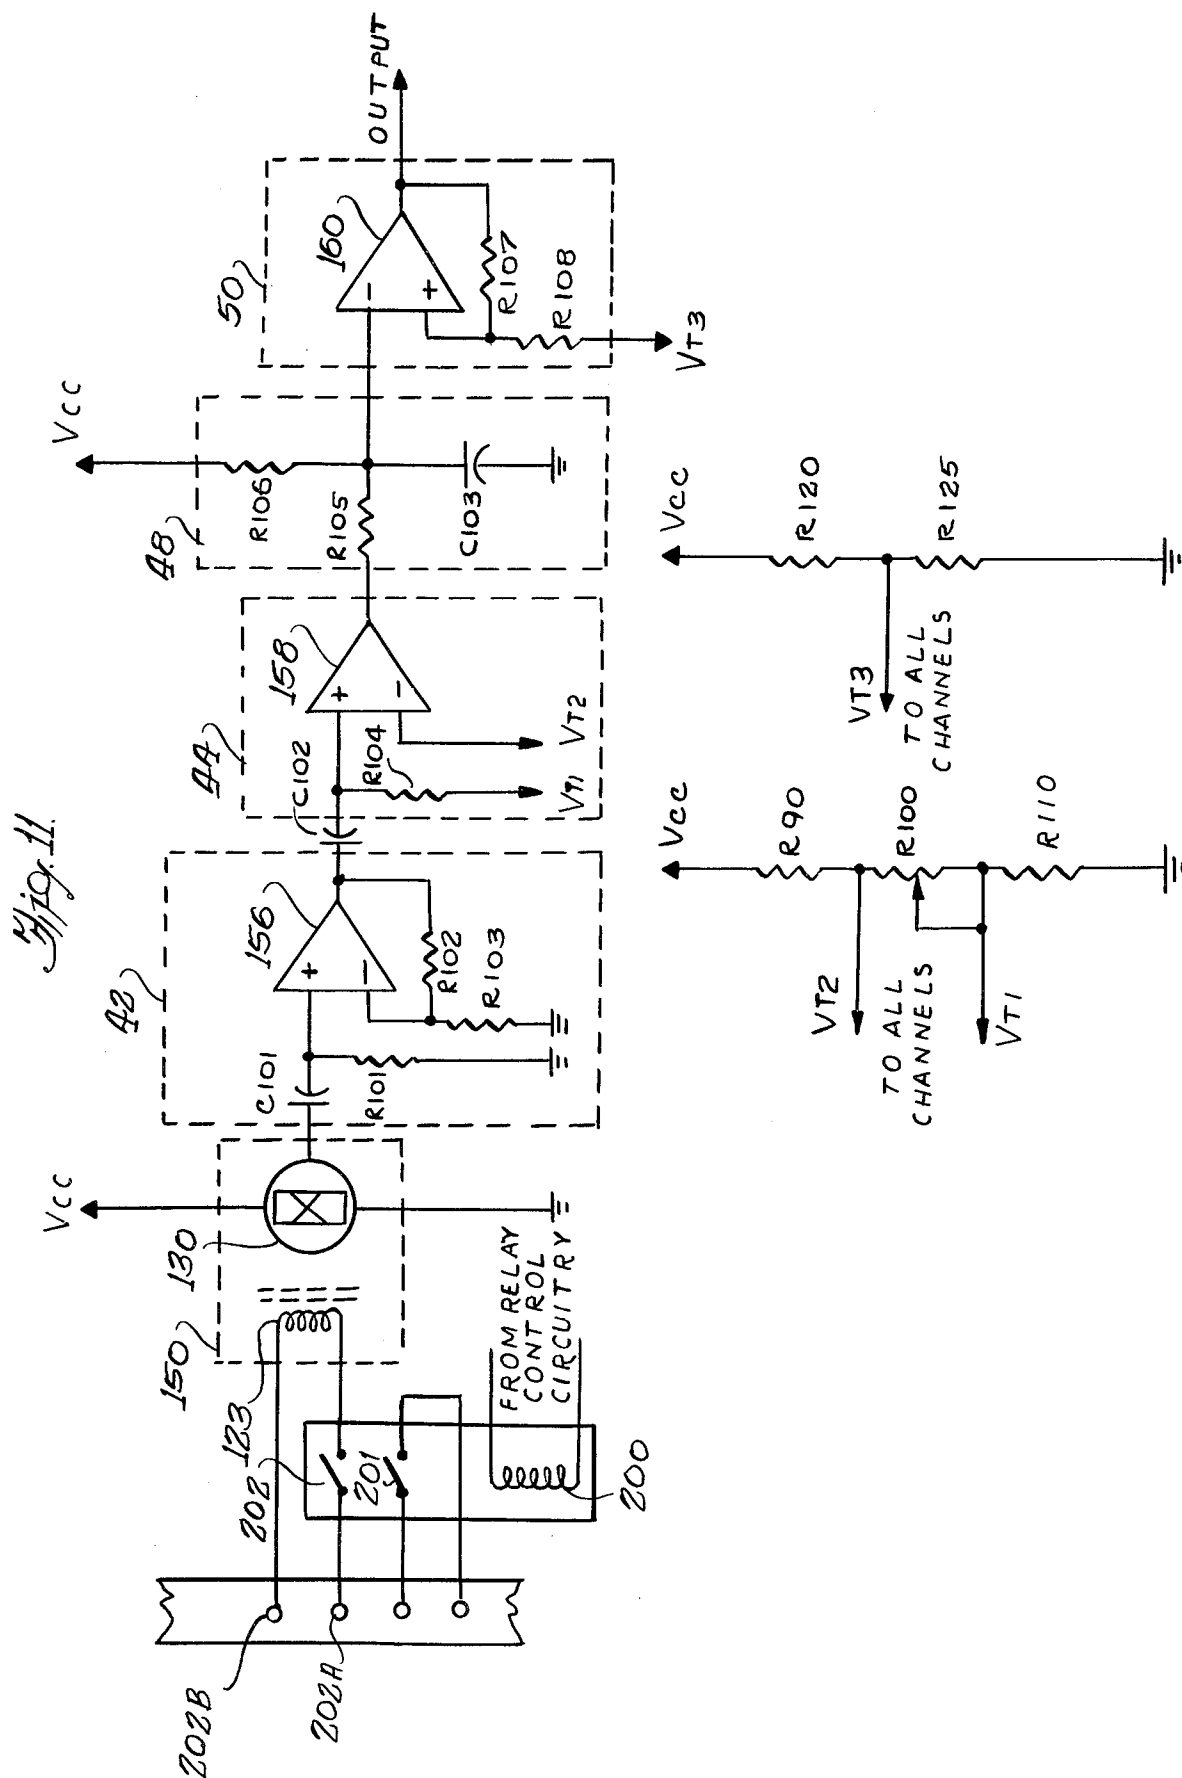 Fig. 11.
202B
202A
202
123
150
130
VCC
201
200
FROM RELAY
CONTROL
CIRCUITRY
42
C101
R101
156
R102
R103
C102
44
158
R104
VT1
VT2
48
VCC
R106
R105
C103
50
160
R107
R108
VT3
OUTPUT
VCC
R90
VT2
R100
TO ALL
CHANNELS
VT1
R110
VCC
R120
VT3
TO ALL
CHANNELS
R125